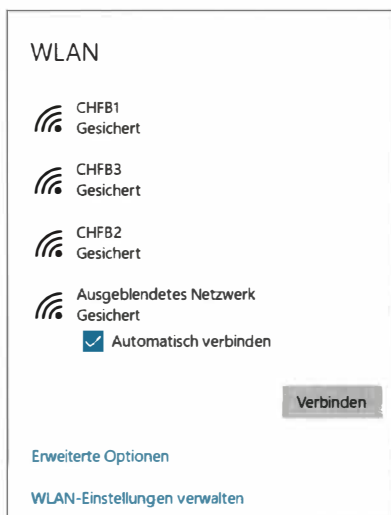 WLAN
CHFB1
Gesichert
CHFB3
Gesichert
CHFB2
Gesichert
Ausgeblendetes Netzwerk
Gesichert
Automatisch verbinden
Verbinden
Erweiterte Optionen
WLAN-Einstellungen verwalten